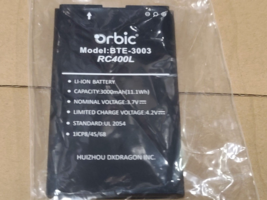 orbic
Model:BTE-3003
RC400L
LI-ION BATTERY
CAPACITY:3000mAh(11.1Wh)
NOMINAL VOLTAGE:3.7V
LIMITED CHARGE VOLTAGE:4.2V
STANDARD:UL 2054
1ICP8/45/68
HUIZHOU DXDRAGON INC.